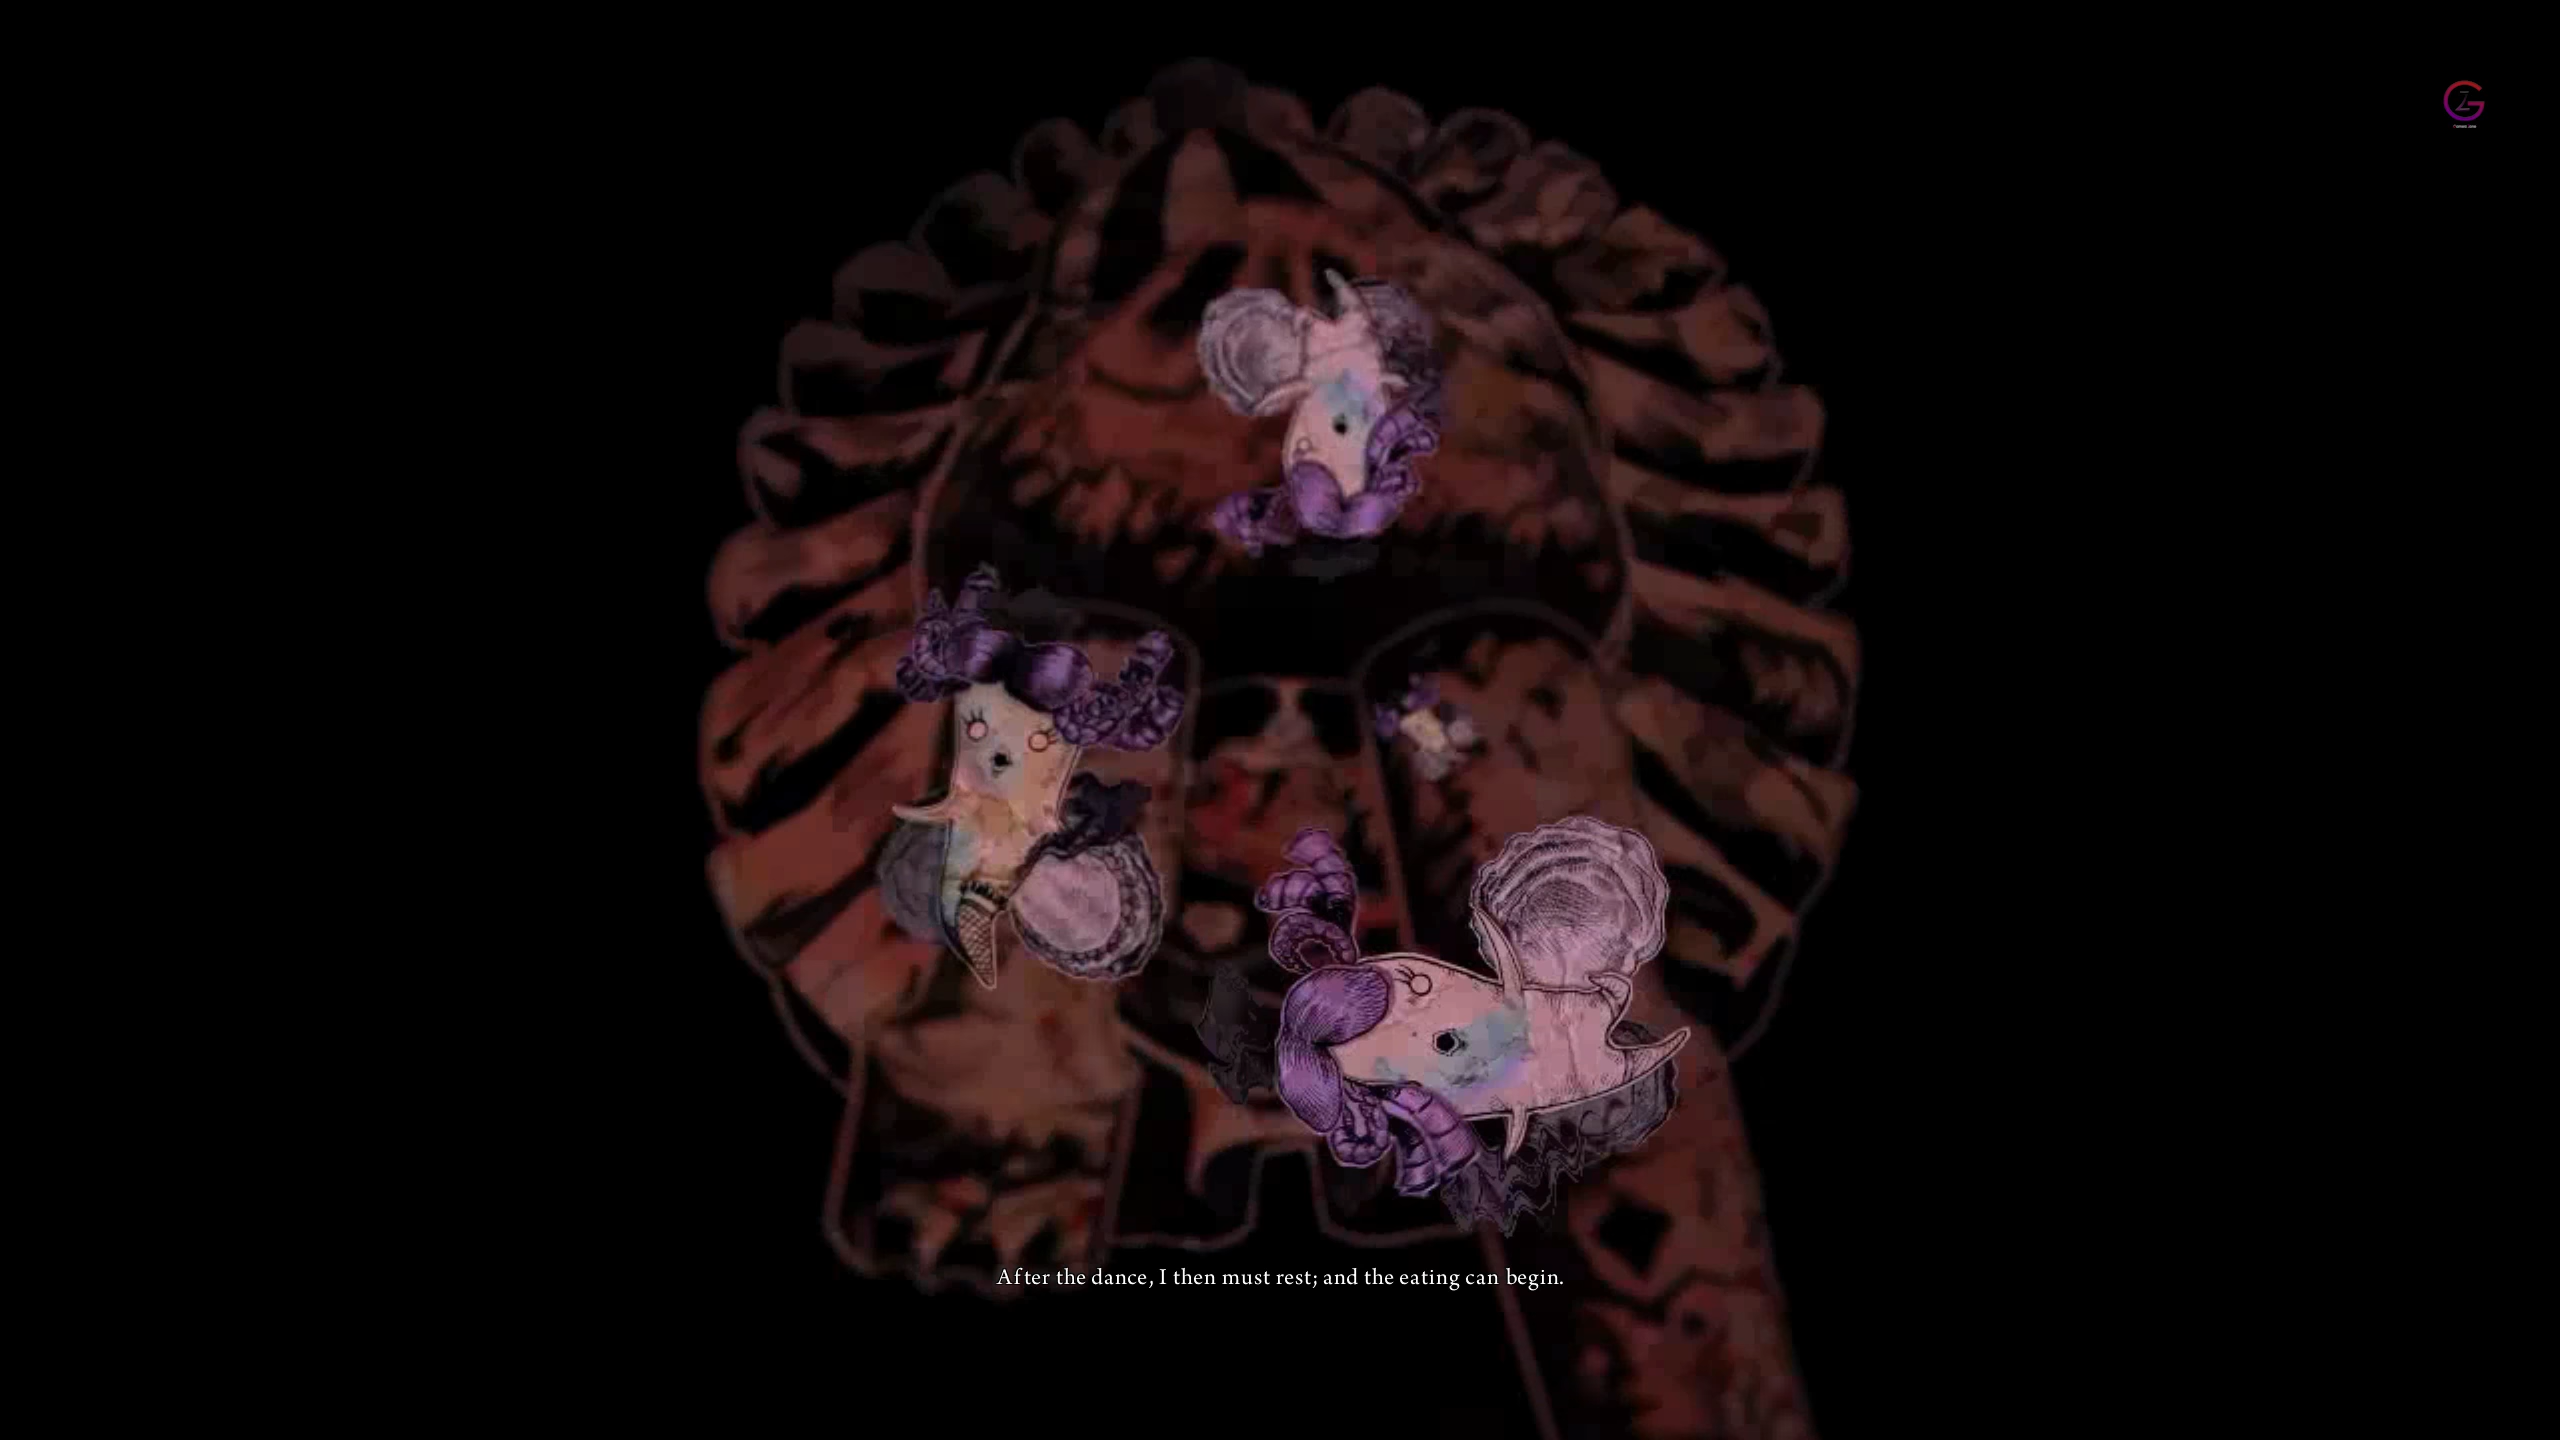 After the dance, I then must rest; and the eating can begin.